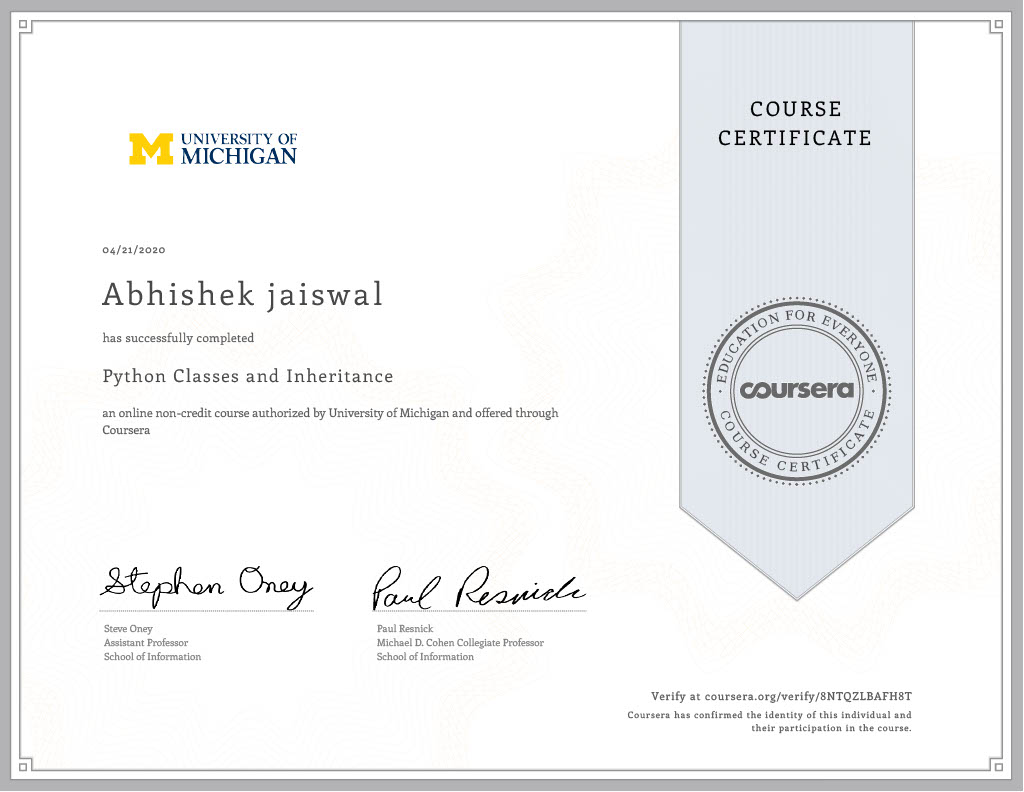 COURSE
CERTIFICATE
UNIVERSITY OF
MICHIGAN
04/21/2020
Abhishek jaiswal
has successfully completed
Python Classes and Inheritance
an online non-credit course authorized by University of Michigan and offered through
Coursera
EDUCATION FOR EVERYONE
coursera
COURSE CERTIFICATE
Stephen Oney
Paul Resnick
Steve Oney
Assistant Professor
School of Information
Paul Resnick
Michael D. Cohen Collegiate Professor
School of Information
Verify at coursera.org/verify/8NTQZLBAFH8T
Coursera has confirmed the identity of this individual and
their participation in the course.